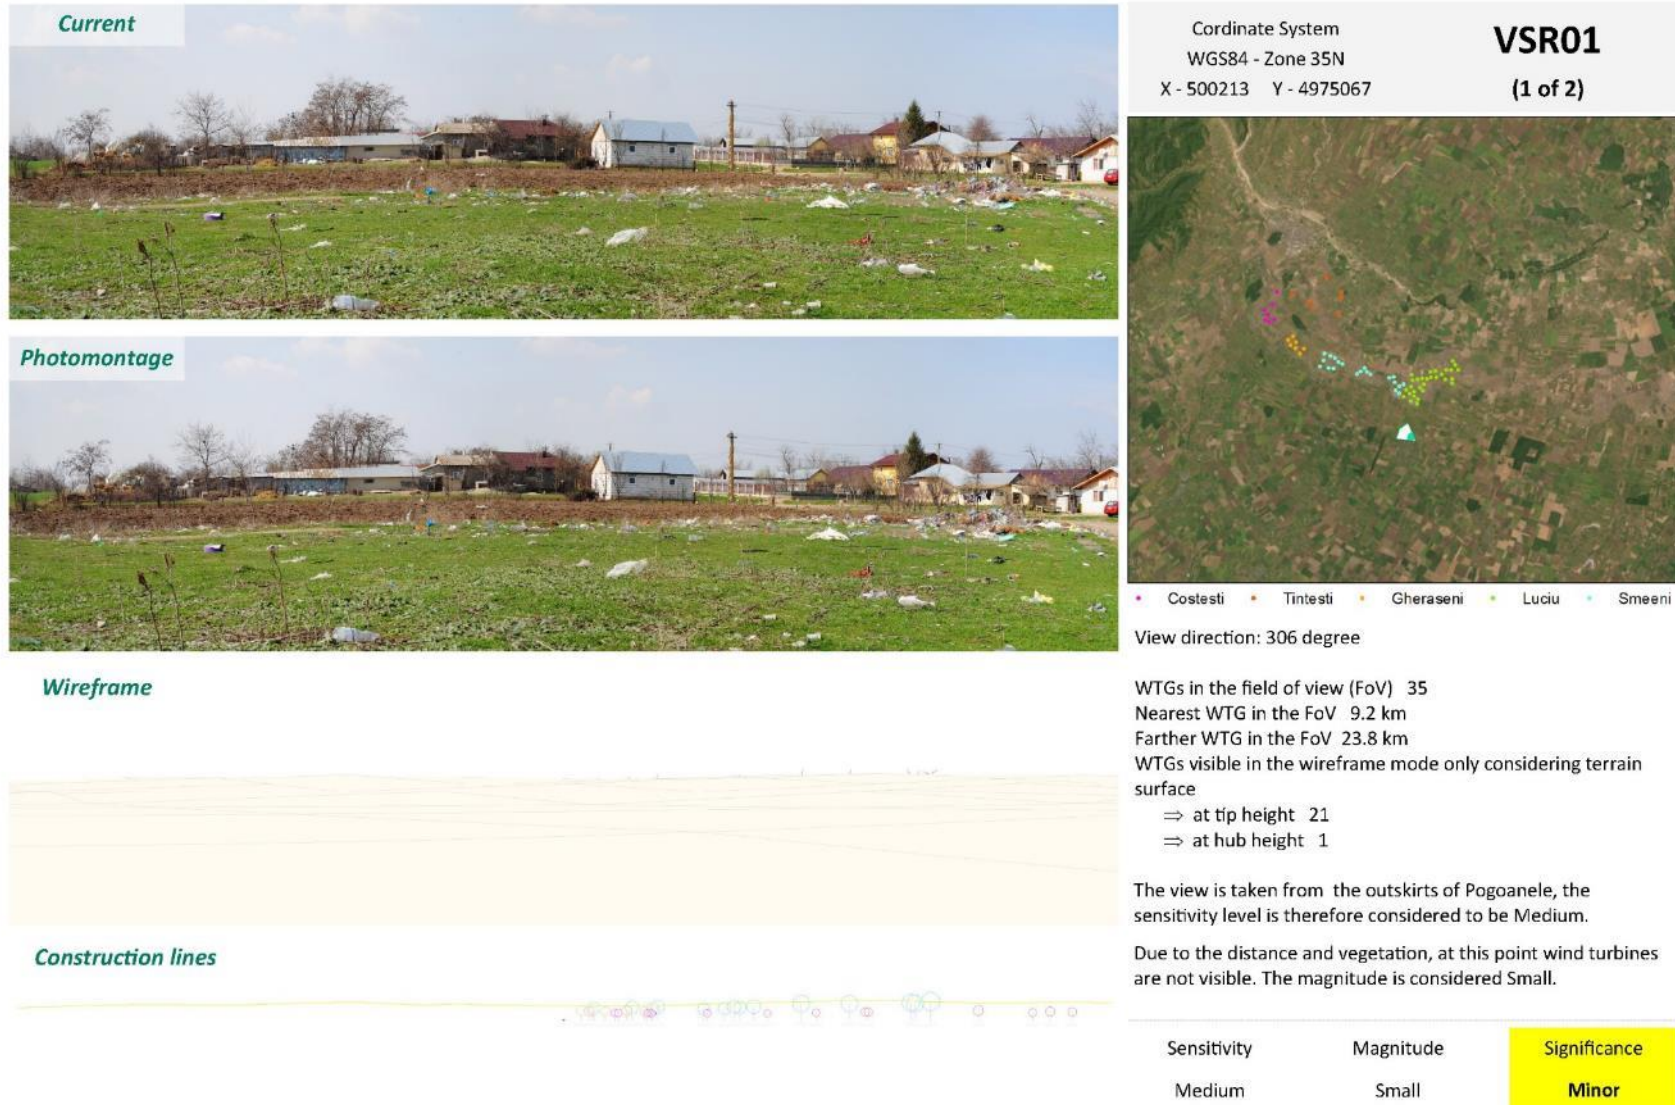 Current
Cordinate System
WGS84 - Zone 35N
X - 500213 Y - 4975067
VSR01
(1 of 2)
Photomontage
Costesti Tintesti Gheraseni Luciu Smeeni
View direction: 306 degree
WTGs in the field of view (FoV) 35
Nearest WTG in the FoV 9.2 km
Farther WTG in the FoV 23.8 km
WTGs visible in the wireframe mode only considering terrain
surface
⇒ at tip height 21
⇒ at hub height 1
The view is taken from the outskirts of Pogoanele, the
sensitivity level is therefore considered to be Medium.
Due to the distance and vegetation, at this point wind turbines
are not visible. The magnitude is considered Small.
Wireframe
Construction lines
Sensitivity Magnitude Significance
Medium Small Minor